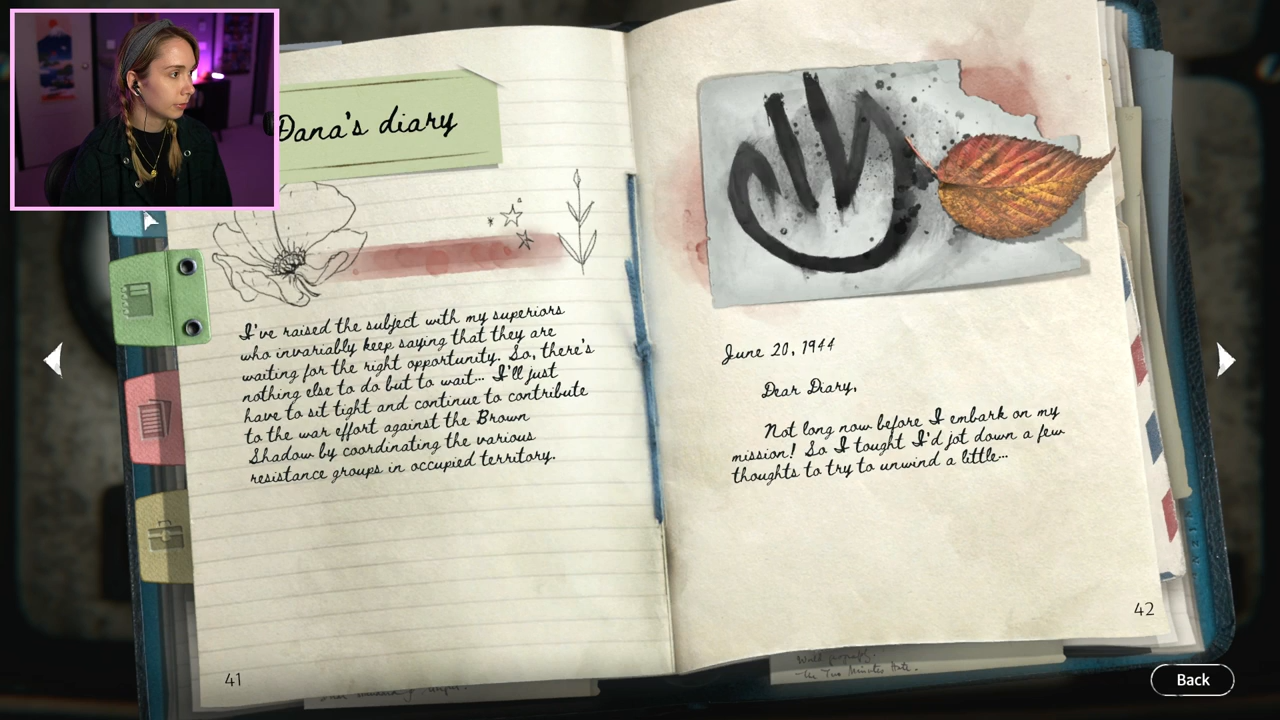 Dana's diary
I've raised the subject with my superiors
who invariably keep saying that they are
waiting for the right opportunity. So, there's
nothing else to do but to wait... I'll just
have to sit tight and continue to contribute
to the war effort against the Brown
Shadow by coordinating the various
resistance groups in occupied territory.
41
June 20, 1944
Dear Diary,
Not long now before I embark on my
mission! So I tought I'd jot down a few
thoughts to try to unwind a little...
42
Two Minutes Hate.
Back